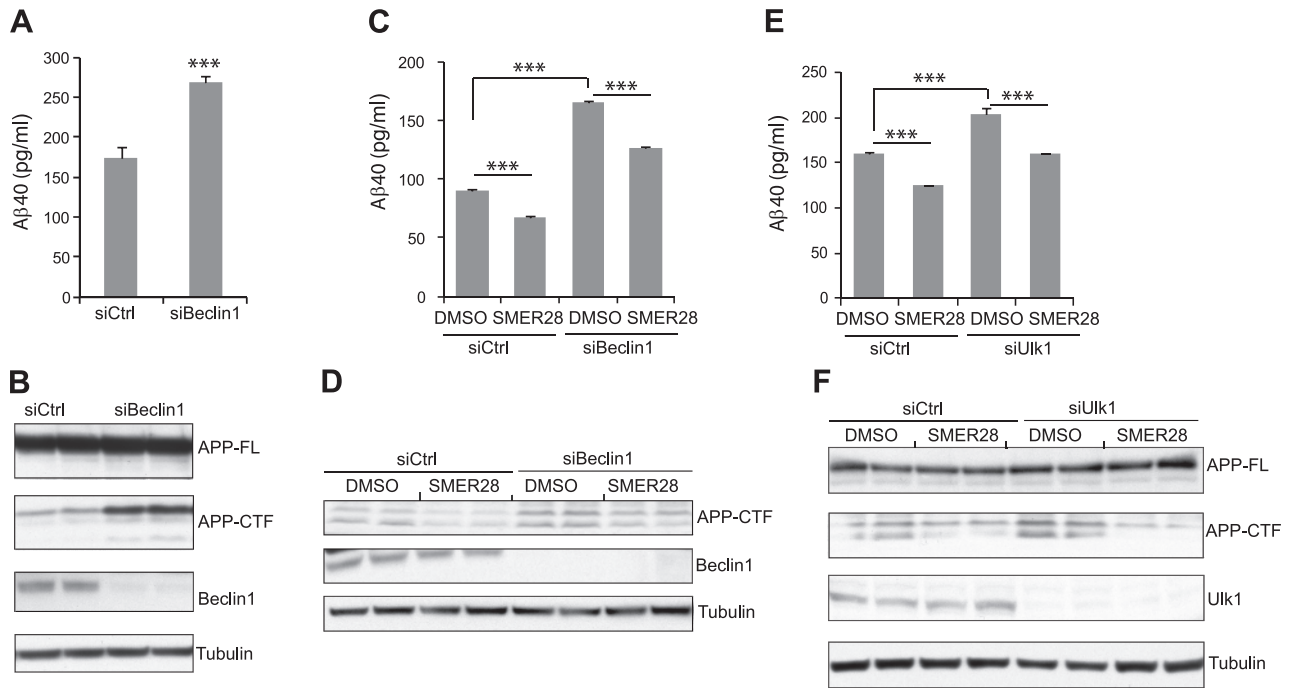 A
Aβ40 (pg/ml)
300
250
200
150
100
50
0
***
siCtrl siBeclin1
C
Aβ40 (pg/ml)
200
150
100
50
0
***
***
***
DMSO SMER28 DMSO SMER28
siCtrl siBeclin1
E
Aβ40 (pg/ml)
250
200
150
100
50
0
***
***
***
DMSO SMER28 DMSO SMER28
siCtrl siUlk1
B
siCtrl siBeclin1
APP-FL
APP-CTF
Beclin1
Tubulin
D
siCtrl siBeclin1
DMSO SMER28 DMSO SMER28
APP-CTF
Beclin1
Tubulin
F
siCtrl siUlk1
DMSO SMER28 DMSO SMER28
APP-FL
APP-CTF
Ulk1
Tubulin